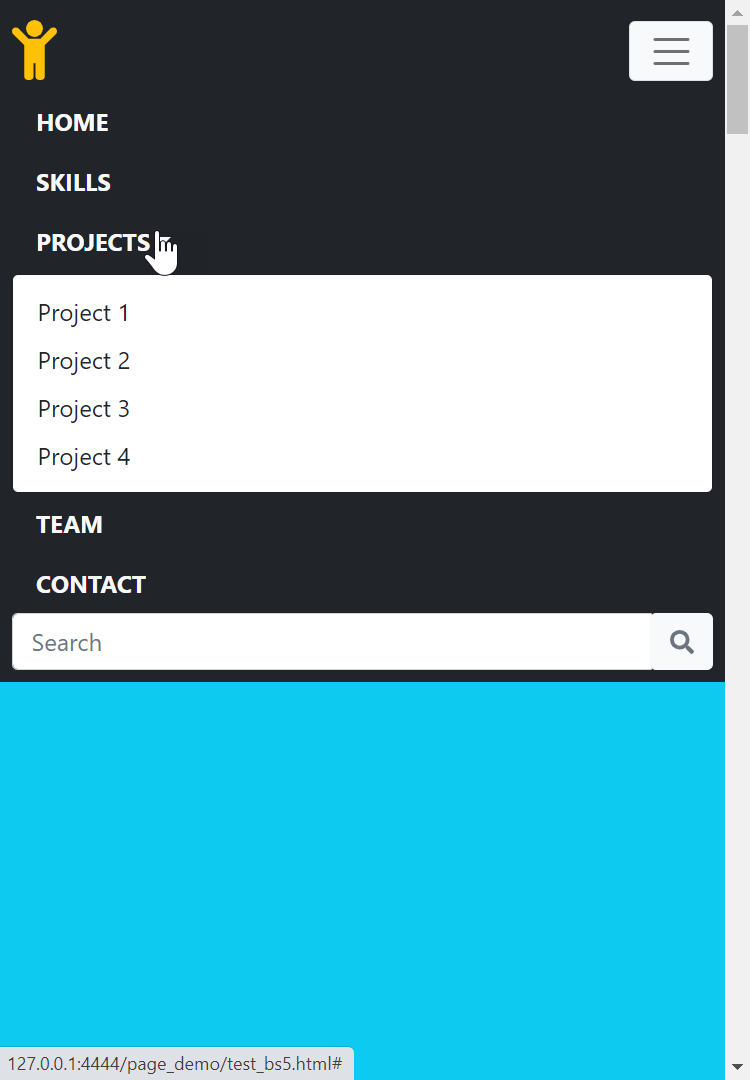 HOME
SKILLS
PROJECTS
Project 1
Project 2
Project 3
Project 4
TEAM
CONTACT
Search
127.0.0.1:4444/page_demo/test_bs5.html#